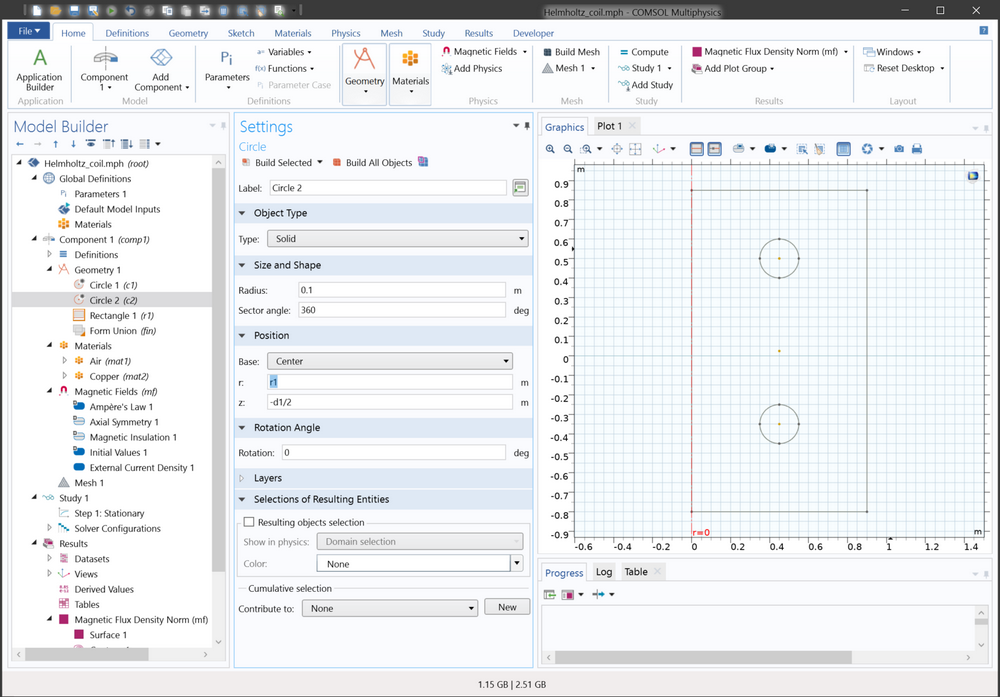 Helmholtz_coil.mph - COMSOL Multiphysics
File Home Definitions Geometry Sketch Materials Physics Mesh Study Results Developer
Application Builder
Application
Component 1
Add Component
Model
Parameters
Variables
Functions
Parameter Case
Definitions
Geometry
Materials
Magnetic Fields (mf)
Add Physics
Physics
Build Mesh
Mesh 1
Mesh
Compute
Study 1
Add Study
Study
Magnetic Flux Density Norm (mf)
Add Plot Group
Results
Windows
Reset Desktop
Layout
Model Builder
Helmholtz_coil.mph (root)
Global Definitions
Parameters 1
Default Model Inputs
Materials
Component 1 (comp1)
Definitions
Geometry 1
Circle 1 (c1)
Circle 2 (c2)
Rectangle 1 (r1)
Form Union (fin)
Materials
Air (mat1)
Copper (mat2)
Magnetic Fields (mf)
Ampère's Law 1
Axial Symmetry 1
Magnetic Insulation 1
Initial Values 1
External Current Density 1
Mesh 1
Study 1
Step 1: Stationary
Solver Configurations
Results
Datasets
Views
Derived Values
Tables
Magnetic Flux Density Norm (mf)
Surface 1
Settings
Circle
Build Selected Build All Objects
Label: Circle 2
Object Type
Type: Solid
Size and Shape
Radius: 0.1 m
Sector angle: 360 deg
Position
Base: Center
r: r1 m
z: -d1/2 m
Rotation Angle
Rotation: 0 deg
Layers
Selections of Resulting Entities
Resulting objects selection
Show in physics: Domain selection
Color: None
Cumulative selection
Contribute to: None New
Graphics Plot 1
m
0.9
0.8
0.7
0.6
0.5
0.4
0.3
0.2
0.1
0
-0.1
-0.2
-0.3
-0.4
-0.5
-0.6
-0.7
-0.8
-0.9
r=0
m
-0.6 -0.4 -0.2 0 0.2 0.4 0.6 0.8 1 1.2 1.4
Progress Log Table
1.15 GB | 2.51 GB